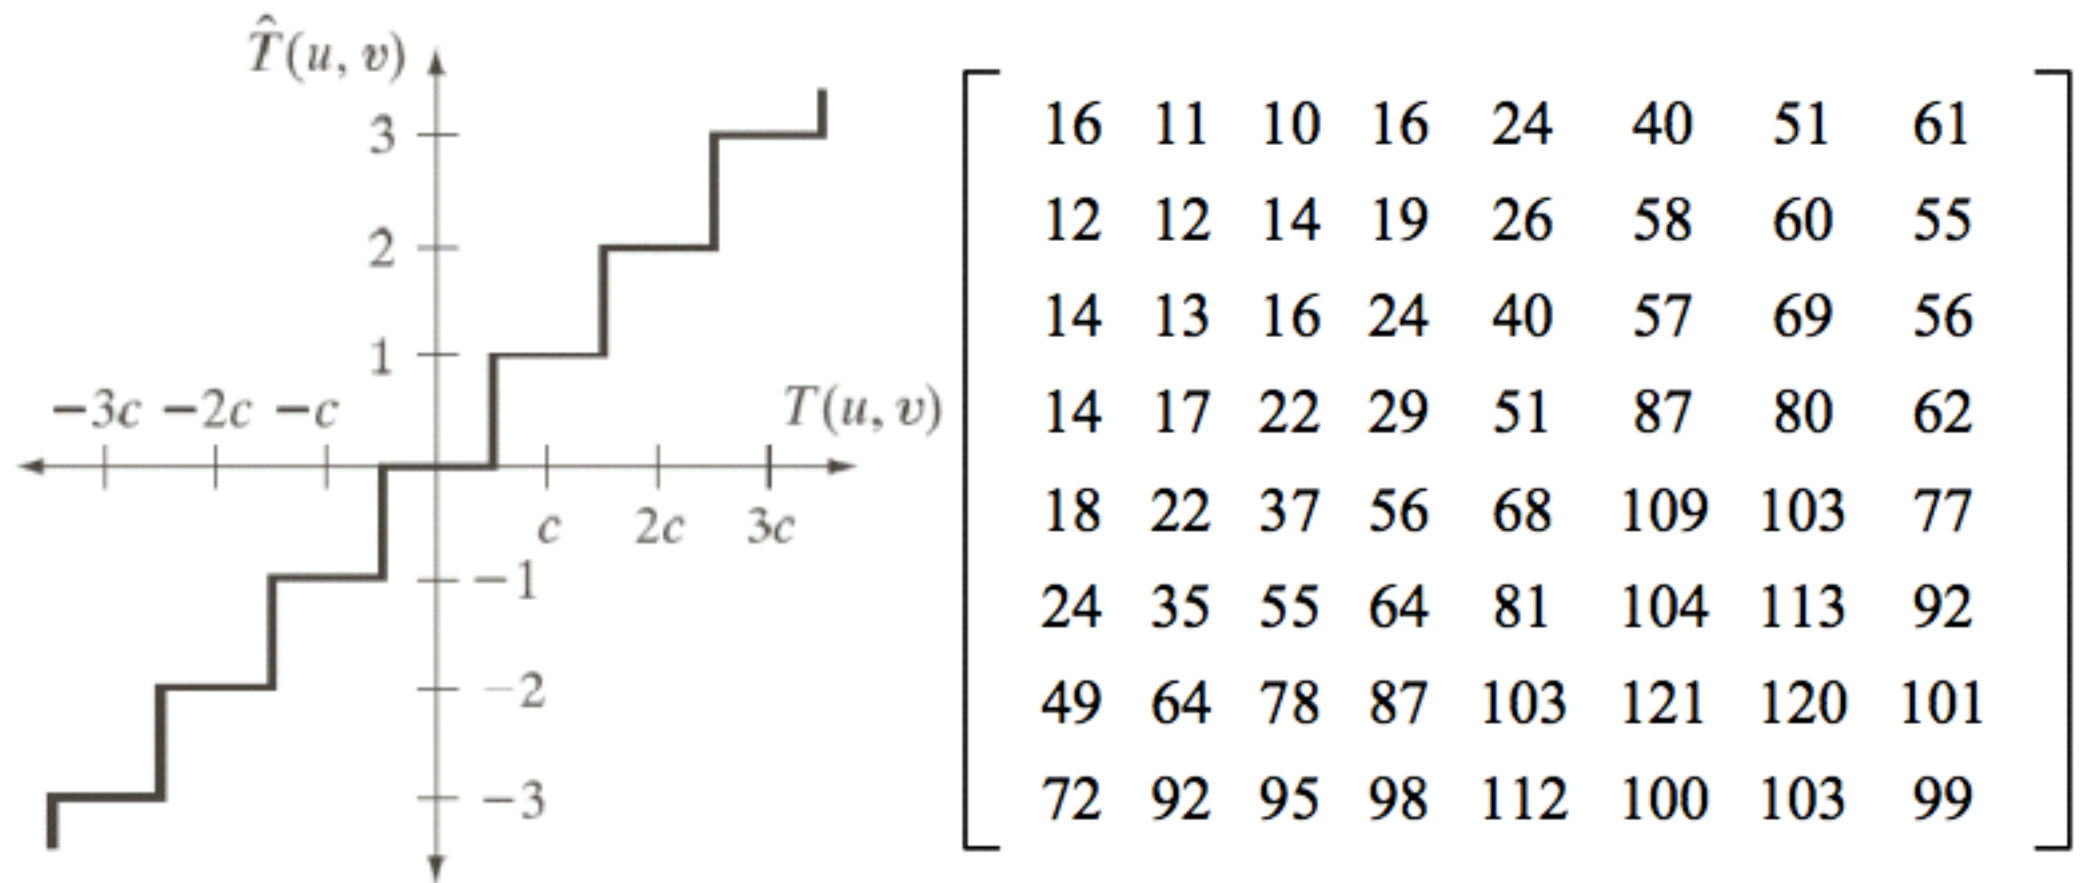 T̂(u, v)
3
2
1
−3c −2c −c
T(u, v)
c 2c 3c
−1
−2
−3
16 11 10 16 24 40 51 61
12 12 14 19 26 58 60 55
14 13 16 24 40 57 69 56
14 17 22 29 51 87 80 62
18 22 37 56 68 109 103 77
24 35 55 64 81 104 113 92
49 64 78 87 103 121 120 101
72 92 95 98 112 100 103 99